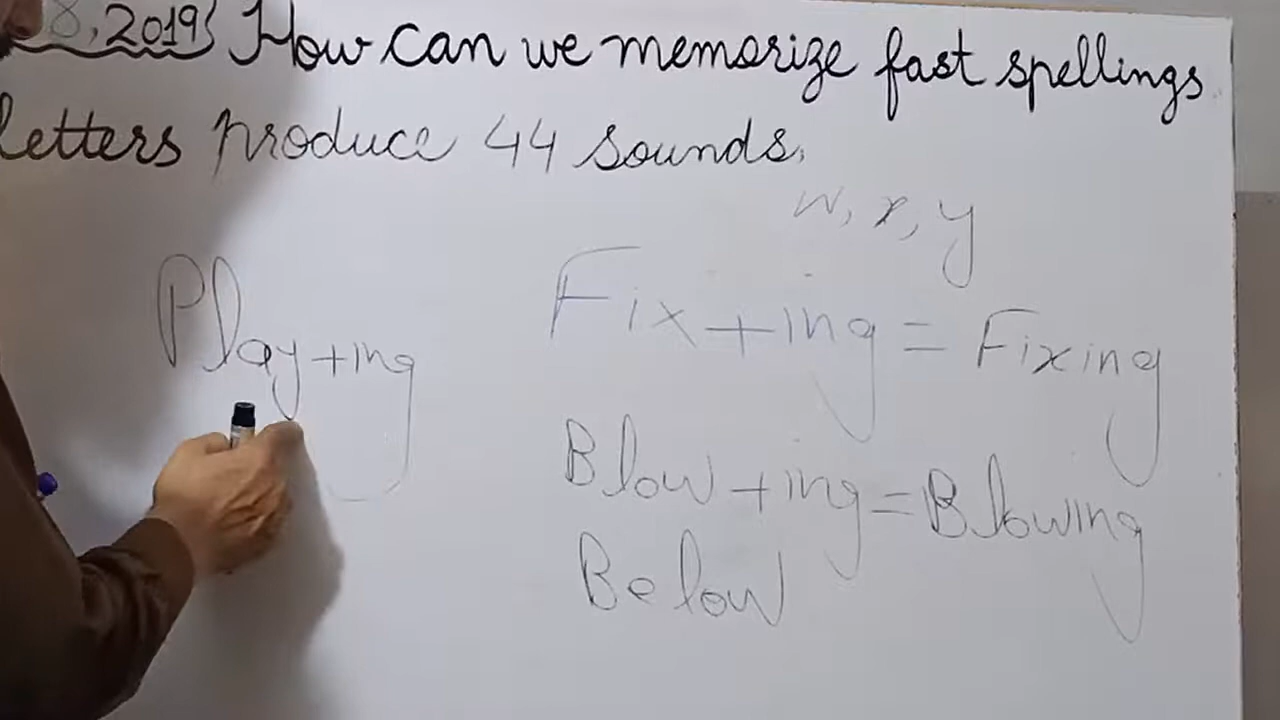 8, 2019 How can we memorize fast spellings
letters produce 44 sounds.
w, x, y
Play+ing
Fix+ing = Fixing
Blow+ing=Blowing
Below